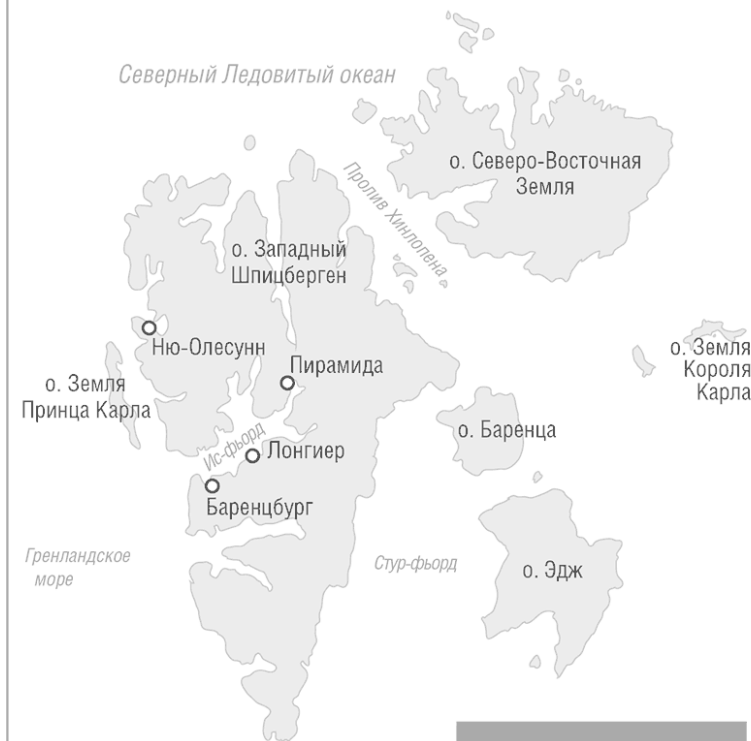 Северный Ледовитый океан
о. Северо-Восточная
Земля
Пролив Хинлопена
о. Западный
Шпицберген
Ню-Олесунн
о. Земля
Короля
Карла
Пирамида
о. Земля
Принца Карла
о. Баренца
Ис-фьорд
Лонгиер
Баренцбург
Гренландское
море
Стур-фьорд
о. Эдж